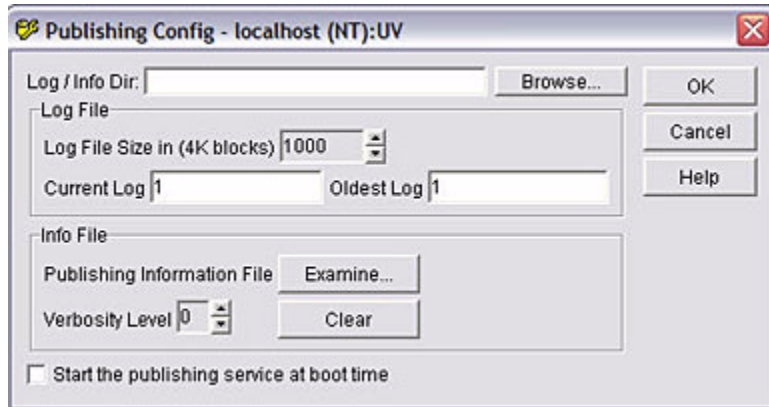 Publishing Config - localhost (NT):UV
Log / Info Dir: Browse... OK
Log File
Log File Size in (4K blocks) 1000 Cancel
Current Log 1 Oldest Log 1 Help
Info File
Publishing Information File Examine...
Verbosity Level 0 Clear
Start the publishing service at boot time